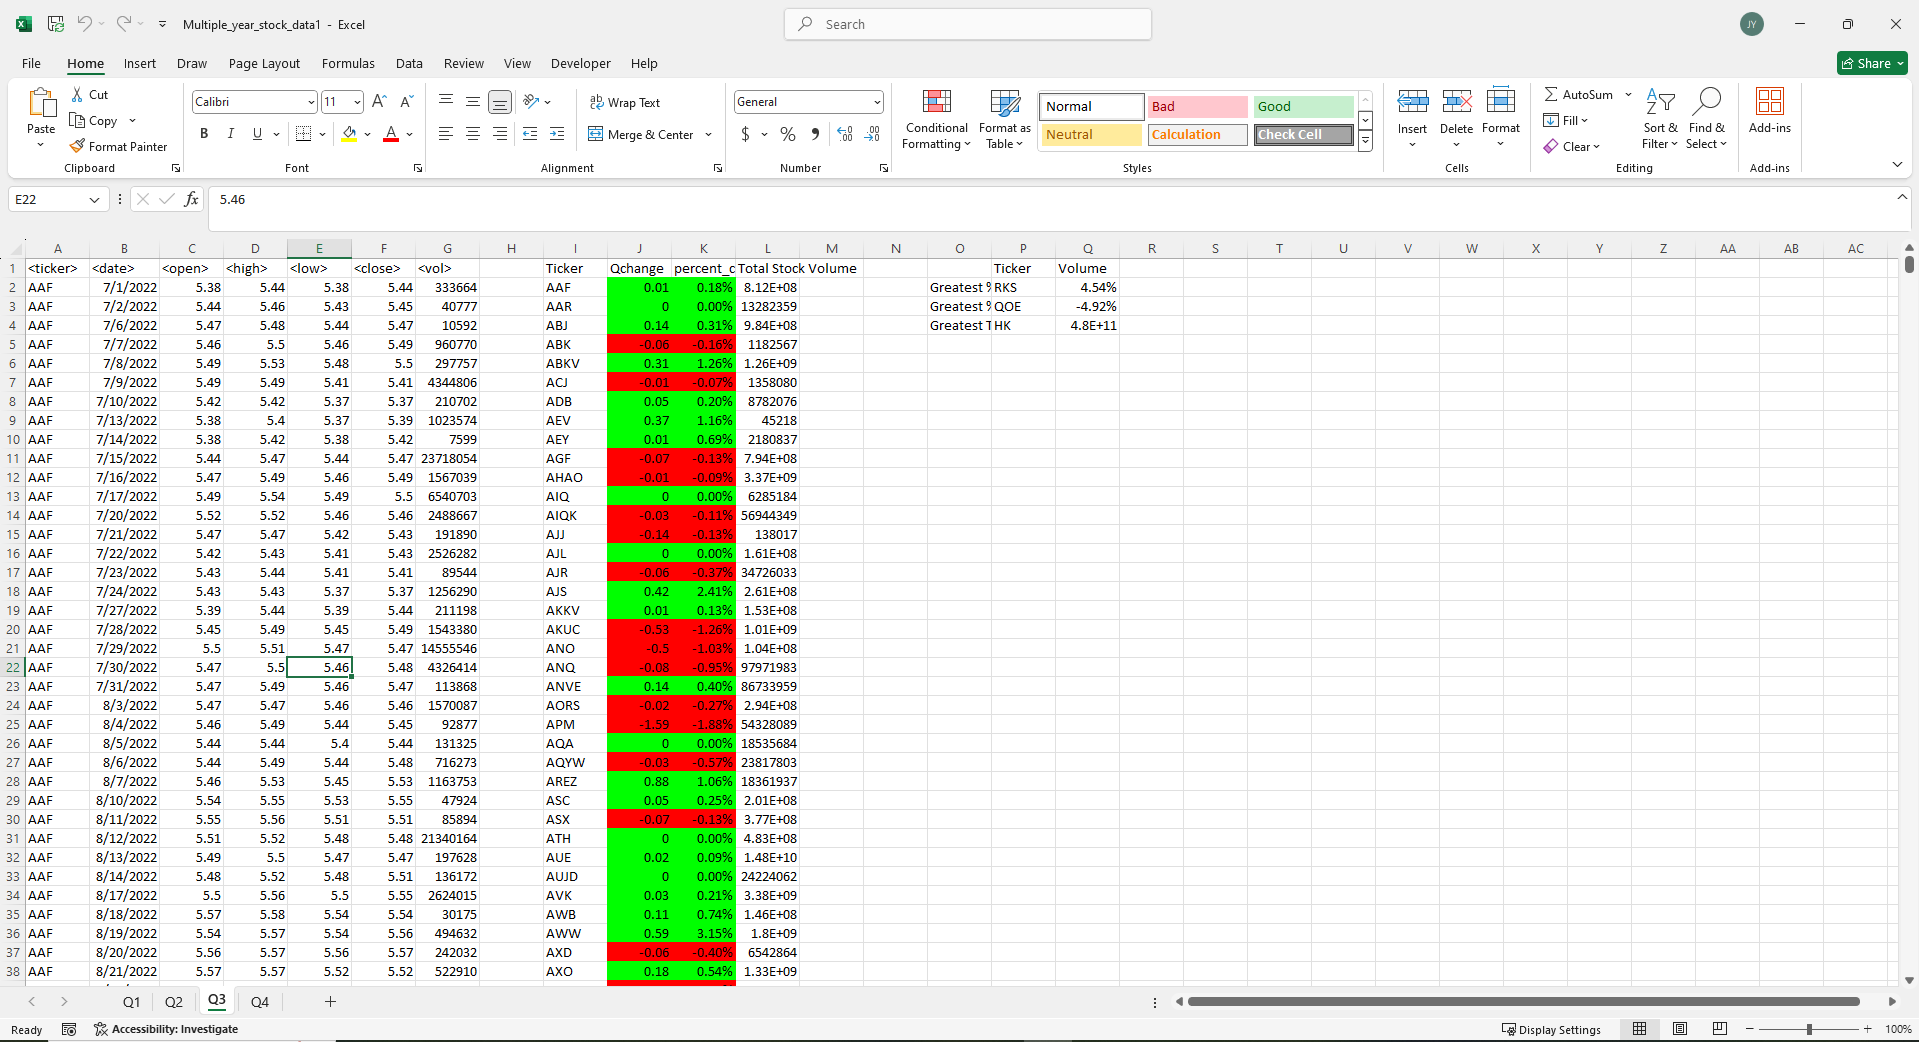 Multiple_year_stock_data1 - Excel
Search
JY
File Home Insert Draw Page Layout Formulas Data Review View Developer Help
Share
Paste
Cut
Copy
Format Painter
Clipboard
Calibri 11
B I U
Font
Wrap Text
Merge & Center
Alignment
General
$ % 9
Number
Conditional Formatting
Format as Table
Normal Bad Good
Neutral Calculation Check Cell
Styles
Insert Delete Format
Cells
AutoSum
Fill
Clear
Sort & Filter
Find & Select
Editing
Add-ins
Add-ins
E22 fx 5.46
A B C D E F G H I J K L M N O P Q R S T U V W X Y Z AA AB AC
1 <ticker> <date> <open> <high> <low> <close> <vol> Ticker Qchange percent_c Total Stock Volume Ticker Volume
2 AAF 7/1/2022 5.38 5.44 5.38 5.44 333664 AAF 0.01 0.18% 8.12E+08 Greatest % RKS 4.54%
3 AAF 7/2/2022 5.44 5.46 5.43 5.45 40777 AAR 0 0.00% 13282359 Greatest % QOE -4.92%
4 AAF 7/6/2022 5.47 5.48 5.44 5.47 10592 ABJ 0.14 0.31% 9.84E+08 Greatest T HK 4.8E+11
5 AAF 7/7/2022 5.46 5.5 5.46 5.49 960770 ABK -0.06 -0.16% 1182567
6 AAF 7/8/2022 5.49 5.53 5.48 5.5 297757 ABKV 0.31 1.26% 1.26E+09
7 AAF 7/9/2022 5.49 5.49 5.41 5.41 4344806 ACJ -0.01 -0.07% 1358080
8 AAF 7/10/2022 5.42 5.42 5.37 5.37 210702 ADB 0.05 0.20% 8782076
9 AAF 7/13/2022 5.38 5.4 5.37 5.39 1023574 AEV 0.37 1.16% 45218
10 AAF 7/14/2022 5.38 5.42 5.38 5.42 7599 AEY 0.01 0.69% 2180837
11 AAF 7/15/2022 5.44 5.47 5.44 5.47 23718054 AGF -0.07 -0.13% 7.94E+08
12 AAF 7/16/2022 5.47 5.49 5.46 5.49 1567039 AHAO -0.01 -0.09% 3.37E+09
13 AAF 7/17/2022 5.49 5.54 5.49 5.5 6540703 AIQ 0 0.00% 6285184
14 AAF 7/20/2022 5.52 5.52 5.46 5.46 2488667 AIQK -0.03 -0.11% 56944349
15 AAF 7/21/2022 5.47 5.47 5.42 5.43 191890 AJJ -0.14 -0.13% 138017
16 AAF 7/22/2022 5.42 5.43 5.41 5.43 2526282 AJL 0 0.00% 1.61E+08
17 AAF 7/23/2022 5.43 5.44 5.41 5.41 89544 AJR -0.06 -0.37% 34726033
18 AAF 7/24/2022 5.43 5.43 5.37 5.37 1256290 AJS 0.42 2.41% 2.61E+08
19 AAF 7/27/2022 5.39 5.44 5.39 5.44 211198 AKKV 0.01 0.13% 1.53E+08
20 AAF 7/28/2022 5.45 5.49 5.45 5.49 1543380 AKUC -0.53 -1.26% 1.01E+09
21 AAF 7/29/2022 5.5 5.51 5.47 5.47 14555546 ANO -0.5 -1.03% 1.04E+08
22 AAF 7/30/2022 5.47 5.5 5.46 5.48 4326414 ANQ -0.08 -0.95% 97971983
23 AAF 7/31/2022 5.47 5.49 5.46 5.47 113868 ANVE 0.14 0.40% 86733959
24 AAF 8/3/2022 5.47 5.47 5.46 5.46 1570087 AORS -0.02 -0.27% 2.94E+08
25 AAF 8/4/2022 5.46 5.49 5.44 5.45 92877 APM -1.59 -1.88% 54328089
26 AAF 8/5/2022 5.44 5.44 5.4 5.44 131325 AQA 0 0.00% 18535684
27 AAF 8/6/2022 5.44 5.49 5.44 5.48 716273 AQYW -0.03 -0.57% 23817803
28 AAF 8/7/2022 5.46 5.53 5.45 5.53 1163753 AREZ 0.88 1.06% 18361937
29 AAF 8/10/2022 5.54 5.55 5.53 5.55 47924 ASC 0.05 0.25% 2.01E+08
30 AAF 8/11/2022 5.55 5.56 5.51 5.51 85894 ASX -0.07 -0.13% 3.77E+08
31 AAF 8/12/2022 5.51 5.52 5.48 5.48 21340164 ATH 0 0.00% 4.83E+08
32 AAF 8/13/2022 5.49 5.5 5.47 5.47 197628 AUE 0.02 0.09% 1.48E+10
33 AAF 8/14/2022 5.48 5.52 5.48 5.51 136172 AUJD 0 0.00% 24224062
34 AAF 8/17/2022 5.5 5.56 5.5 5.55 2624015 AVK 0.03 0.21% 3.38E+09
35 AAF 8/18/2022 5.57 5.58 5.54 5.54 30175 AWB 0.11 0.74% 1.46E+08
36 AAF 8/19/2022 5.54 5.57 5.54 5.56 494632 AWW 0.59 3.15% 1.8E+09
37 AAF 8/20/2022 5.56 5.57 5.56 5.57 242032 AXD -0.06 -0.40% 6542864
38 AAF 8/21/2022 5.57 5.57 5.52 5.52 522910 AXO 0.18 0.54% 1.33E+09
Q1 Q2 Q3 Q4 +
Ready Accessibility: Investigate Display Settings 100%